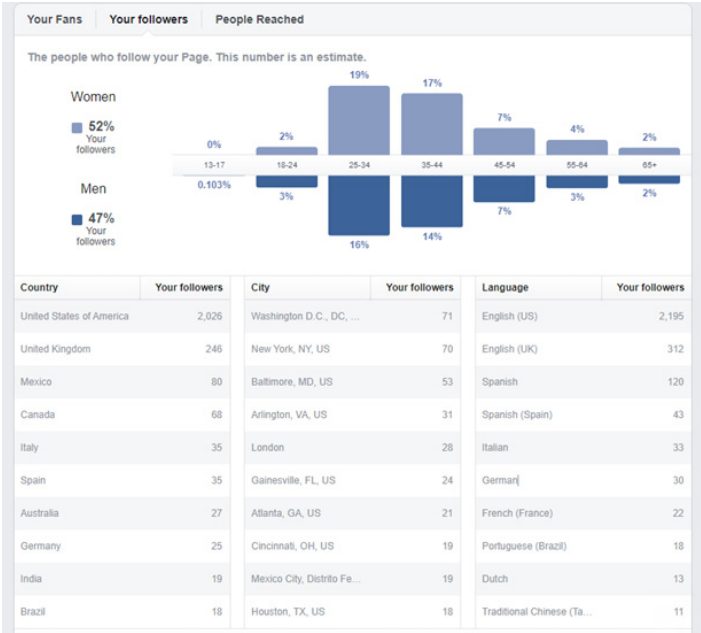 Your Fans Your followers People Reached
The people who follow your Page. This number is an estimate.
Women
52%
Your
followers
0% 2% 19% 17% 7% 4% 2%
13-17 18-24 25-34 35-44 45-54 55-64 65+
Men
47%
Your
followers
0.103% 3% 16% 14% 7% 3% 2%
Country Your followers City Your followers Language Your followers
United States of America 2,026 Washington D.C., DC, ... 71 English (US) 2,195
United Kingdom 246 New York, NY, US 70 English (UK) 312
Mexico 80 Baltimore, MD, US 53 Spanish 120
Canada 68 Arlington, VA, US 31 Spanish (Spain) 43
Italy 35 London 28 Italian 33
Spain 35 Gainesville, FL, US 24 German 30
Australia 27 Atlanta, GA, US 21 French (France) 22
Germany 25 Cincinnati, OH, US 19 Portuguese (Brazil) 18
India 19 Mexico City, Distrito Fe... 19 Dutch 13
Brazil 18 Houston, TX, US 18 Traditional Chinese (Ta... 11